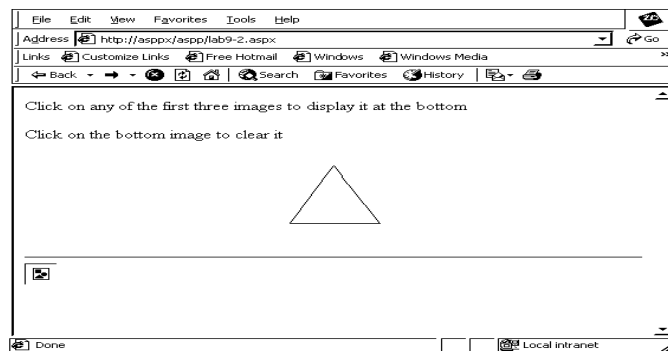 File Edit View Favorites Tools Help
Address http://asppx/aspp/lab9-2.aspx Go
Links Customize Links Free Hotmail Windows Windows Media »
Back Search Favorites History
Click on any of the first three images to display it at the bottom
Click on the bottom image to clear it
Done Local intranet